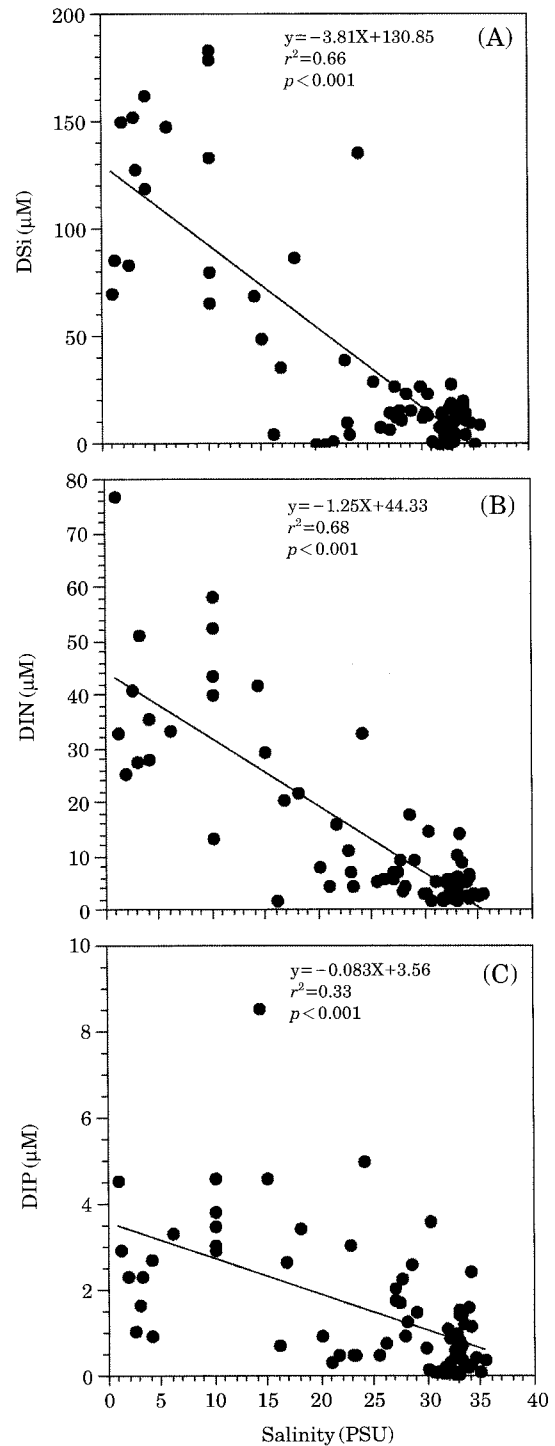 200
150
100
50
0
DSi (μM)
y=−3.81X+130.85
r²=0.66
p<0.001
(A)
80
70
60
50
40
30
20
10
0
DIN (μM)
y=−1.25X+44.33
r²=0.68
p<0.001
(B)
10
8
6
4
2
0
DIP (μM)
y=−0.083X+3.56
r²=0.33
p<0.001
(C)
0 5 10 15 20 25 30 35 40
Salinity (PSU)